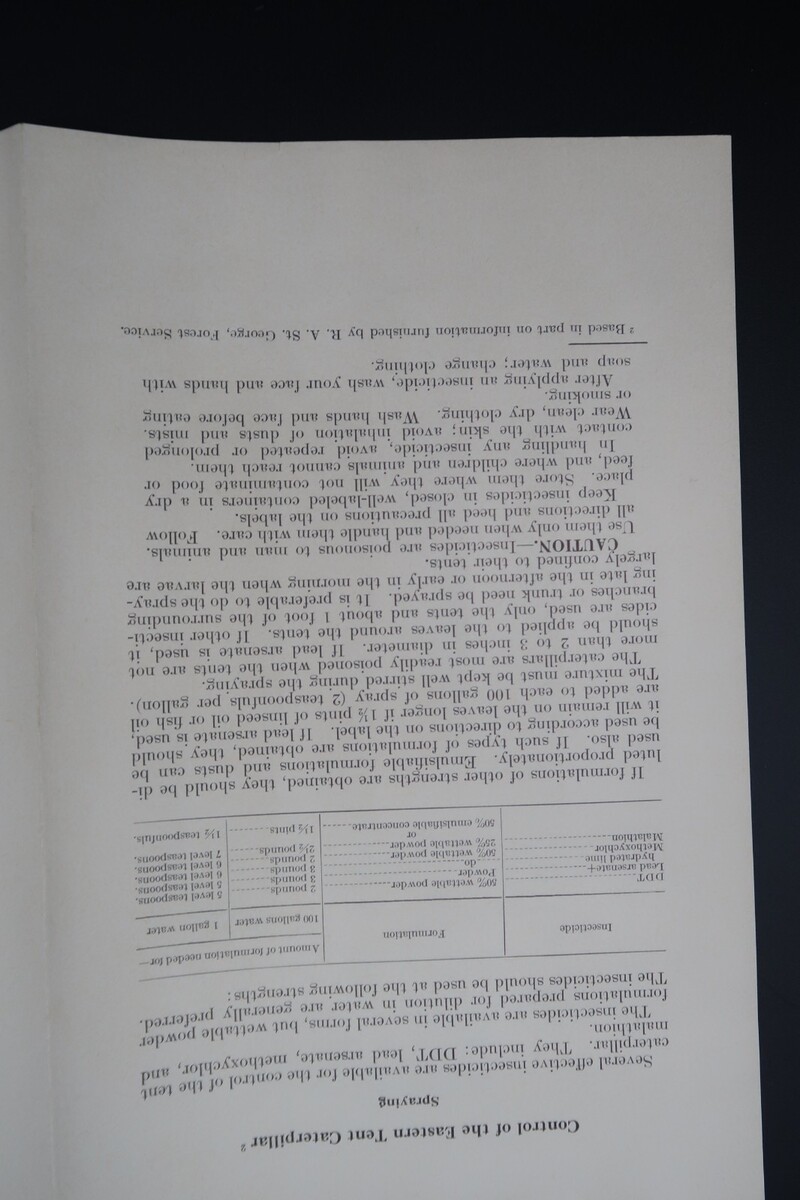 Control of the Eastern Tent Caterpillar ²
Spraying
Several effective insecticides are available for the control of the tent
caterpillar. They include: DDT, lead arsenate, methoxychlor, and
malathion.
The insecticides are available in several forms, but wettable powder
formulations prepared for dilution in water are generally preferred.
The insecticides should be used at the following strengths:
Insecticide | Formulation | Amount of formulation needed for—
100 gallons water | 1 gallon water
DDT | 50% wettable powder | 2 pounds | 5 level teaspoons.
Lead arsenate+ | Powder | 3 pounds | 5 level teaspoons.
hydrated lime | do | 3 pounds | 6 level teaspoons.
Methoxychlor | 50% wettable powder | 2 pounds | 6 level teaspoons.
Malathion | 25% wettable powder | 2½ pounds | 7 level teaspoons.
or
50% emulsifiable concentrate | 1½ pints | 1½ teaspoonfuls.
If formulations of other strengths are obtained, they should be di-
luted proportionately. Emulsifiable formulations and dusts can be
used also. If such types of formulations are obtained, they should
be used according to directions on the label. If lead arsenate is used,
it will remain on the leaves longer if 1½ pints of linseed oil or fish oil
are added to each 100 gallons of spray (2 teaspoonfuls per gallon).
The mixture must be kept well stirred during the spraying.
The caterpillars are most readily poisoned when the tents are not
more than 2 to 3 inches in diameter. If lead arsenate is used, it
should be applied to the leaves around the tents. If other insecti-
cides are used, only the tents and about 1 foot of the surrounding
branches or trunk need be sprayed. It is preferable to do the spray-
ing late in the afternoon or early in the morning when the larvae are
largely confined to their tents.
CAUTION.—Insecticides are poisonous to man and animals.
Use them only when needed and handle them with care. Follow
all directions and heed all precautions on the labels.
Keep insecticides in closed, well-labeled containers in a dry
place. Store them where they will not contaminate food or
feed, and where children and animals cannot reach them.
In handling any insecticide, avoid repeated or prolonged
contact with the skin; avoid inhalation of dusts and mists.
Wear clean, dry clothing. Wash hands and face before eating
or smoking.
After applying an insecticide, wash your face and hands with
soap and water; change clothing.
² Based in part on information furnished by R. A. St. George, Forest Service.